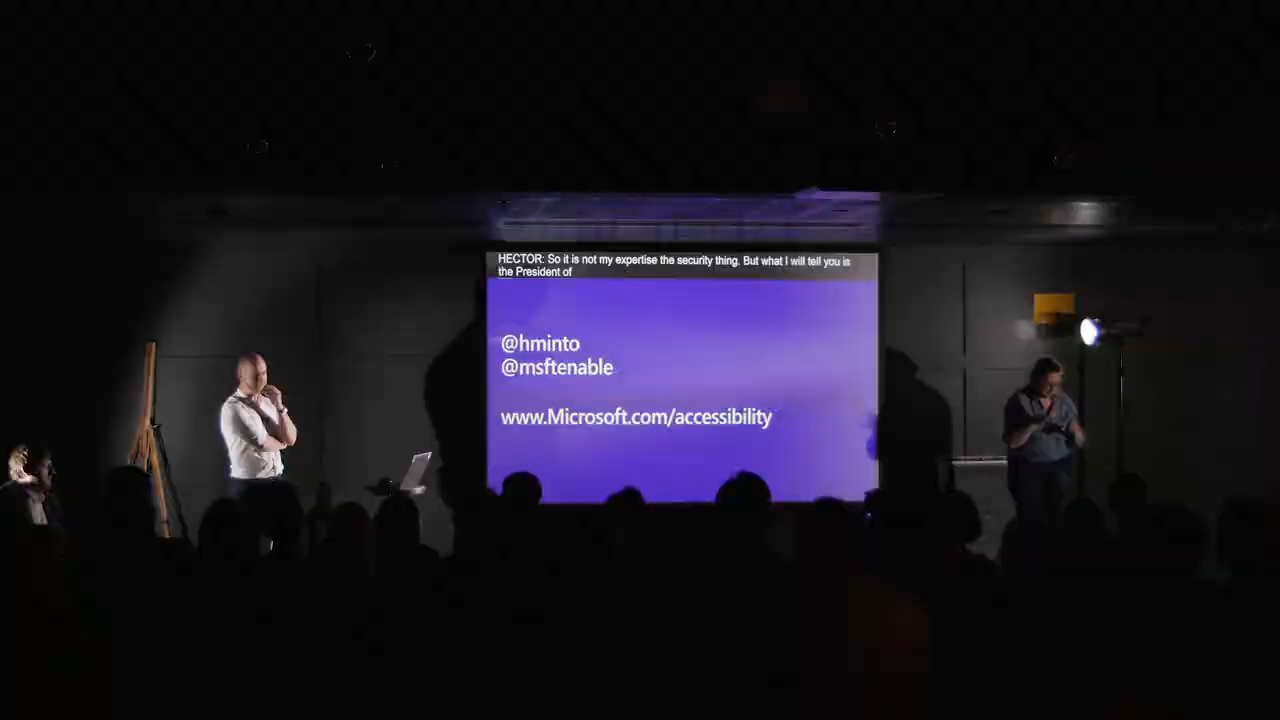 HECTOR: So it is not my expertise the security thing. But what I will tell you is
the President of
@hminto
@msftenable
www.Microsoft.com/accessibility